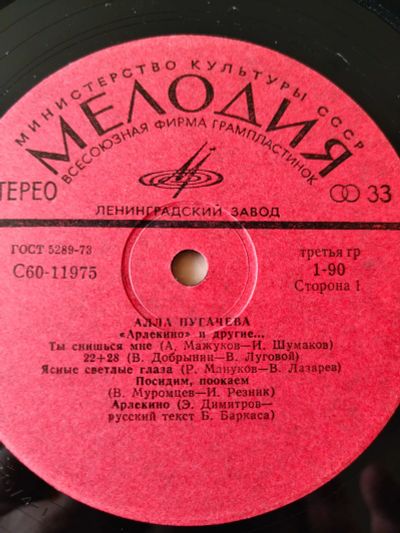 МИНИСТЕРСТВО КУЛЬТУРЫ СССР
МЕЛОДИЯ
ВСЕСОЮЗНАЯ ФИРМА ГРАМПЛАСТИНОК
ТЕРЕО
33
ЛЕНИНГРАДСКИЙ ЗАВОД
ГОСТ 5289-73
третья гр
С60-11975
1-90
Сторона 1
АЛЛА ПУГАЧЕВА
«Арлекино» и другие...
Ты снишься мне (А. Мажуков—И. Шумаков)
22+28 (В. Добрынин—В. Луговой)
Ясные светлые глаза (Р. Мануков—В. Лазарев)
Посидим, поокаем
(В. Муромцев—И. Резник)
Арлекино (Э. Димитров—
русский текст Б. Баркаса)